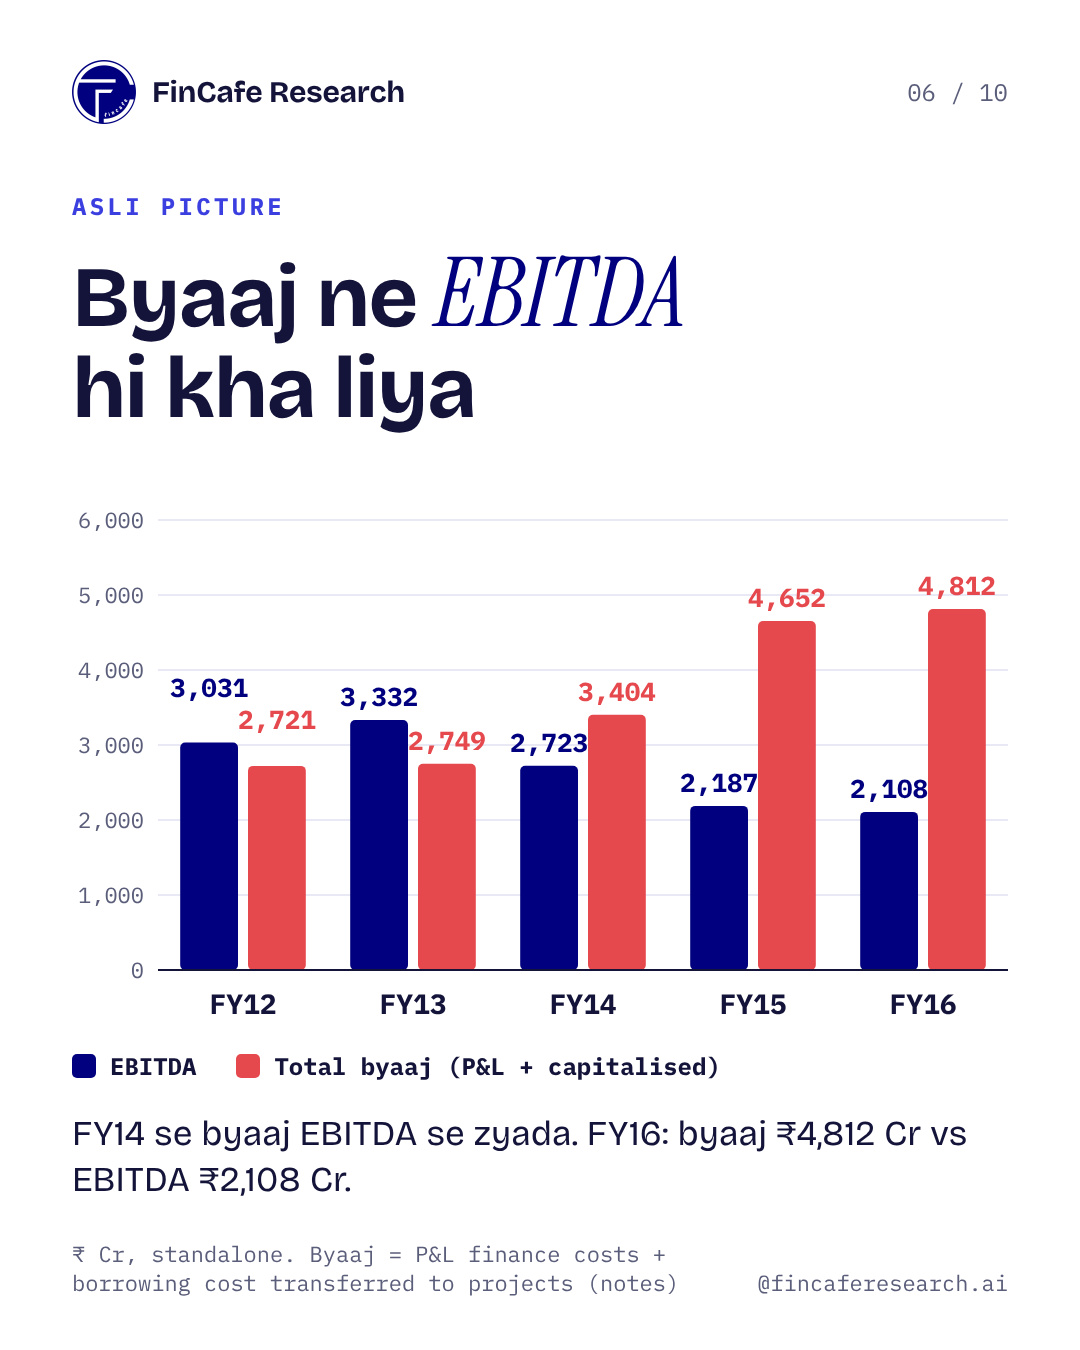 fincafe
FinCafe Research
06 / 10
ASLI PICTURE
Byaaj ne EBITDA
hi kha liya
6,000
5,000
4,000
3,000
2,000
1,000
0
3,031
2,721
3,332
2,749
2,723
3,404
2,187
4,652
2,108
4,812
FY12 FY13 FY14 FY15 FY16
EBITDA Total byaaj (P&L + capitalised)
FY14 se byaaj EBITDA se zyada. FY16: byaaj ₹4,812 Cr vs
EBITDA ₹2,108 Cr.
₹ Cr, standalone. Byaaj = P&L finance costs +
borrowing cost transferred to projects (notes)
@fincaferesearch.ai